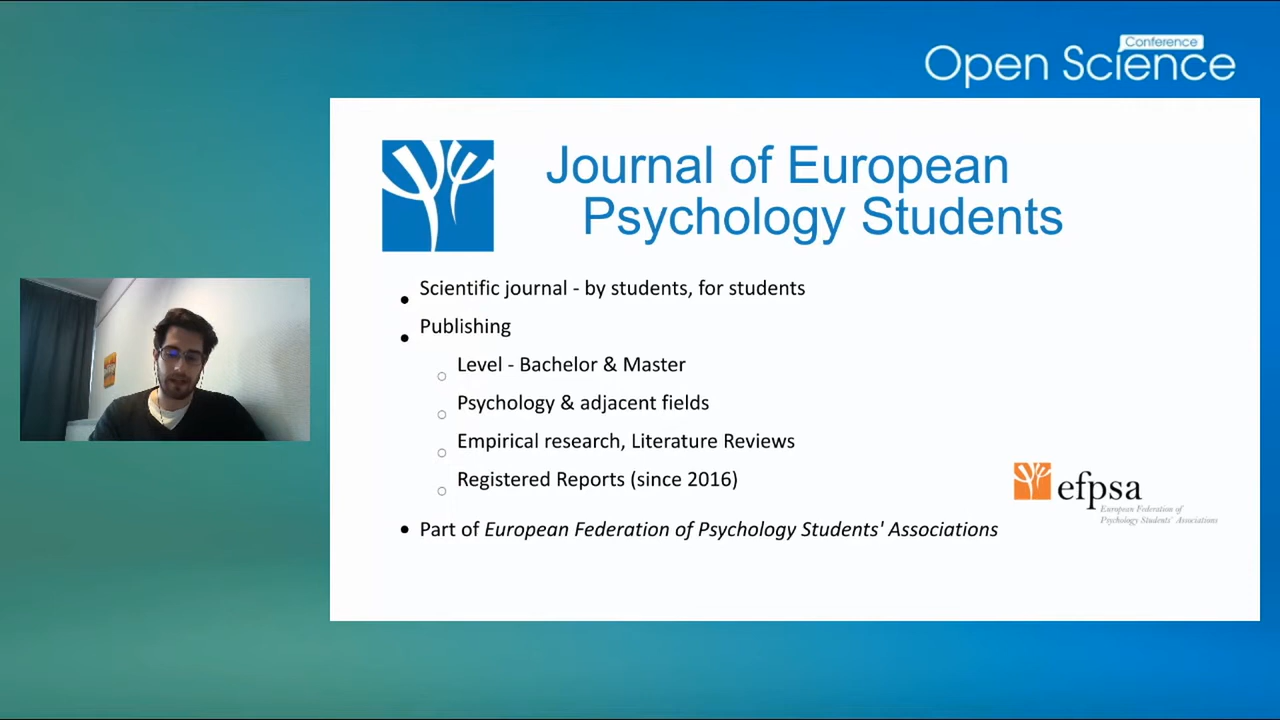 Conference
Open Science
Journal of European
Psychology Students
Scientific journal - by students, for students
Publishing
Level - Bachelor & Master
Psychology & adjacent fields
Empirical research, Literature Reviews
Registered Reports (since 2016)
Part of European Federation of Psychology Students' Associations
efpsa
European Federation of
Psychology Students' Associations